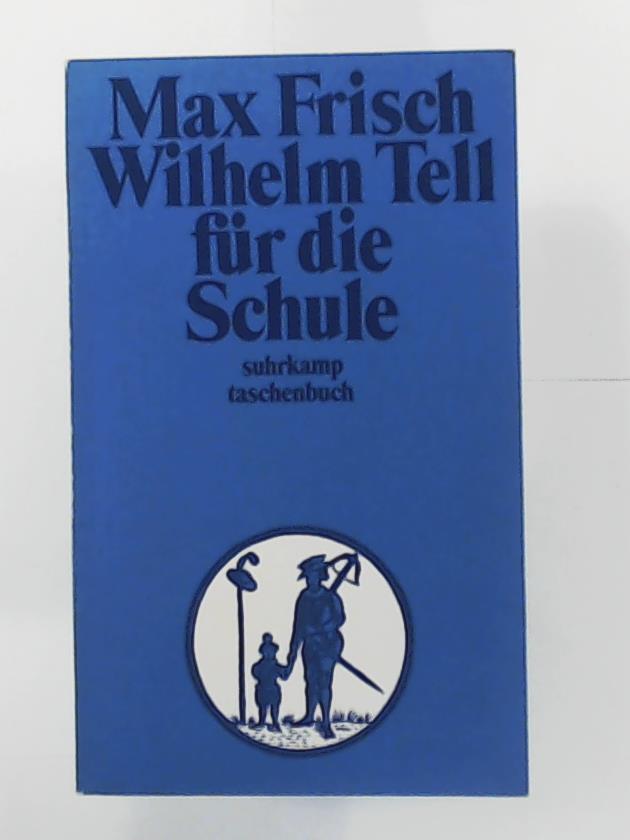 Max Frisch
Wilhelm Tell
für die
Schule
suhrkamp
taschenbuch